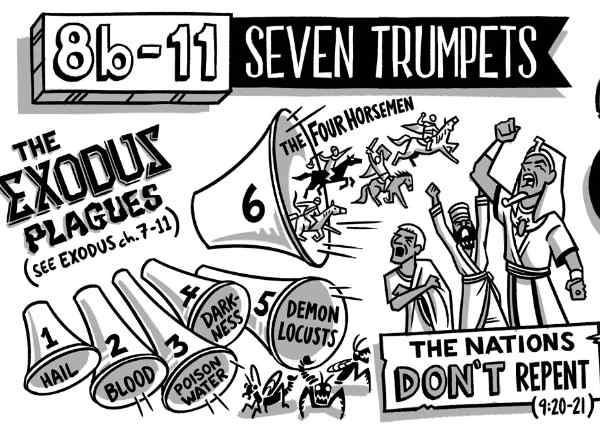 8b-11 SEVEN TRUMPETS
THE
EXODUS
PLAGUES
(SEE EXODUS ch. 7-11)
THE FOUR HORSEMEN
6
1
HAIL
2
BLOOD
3
POISON
WATER
4
DARK-
NESS
5
DEMON
LOCUSTS
THE NATIONS
DON'T REPENT
(9:20-21)